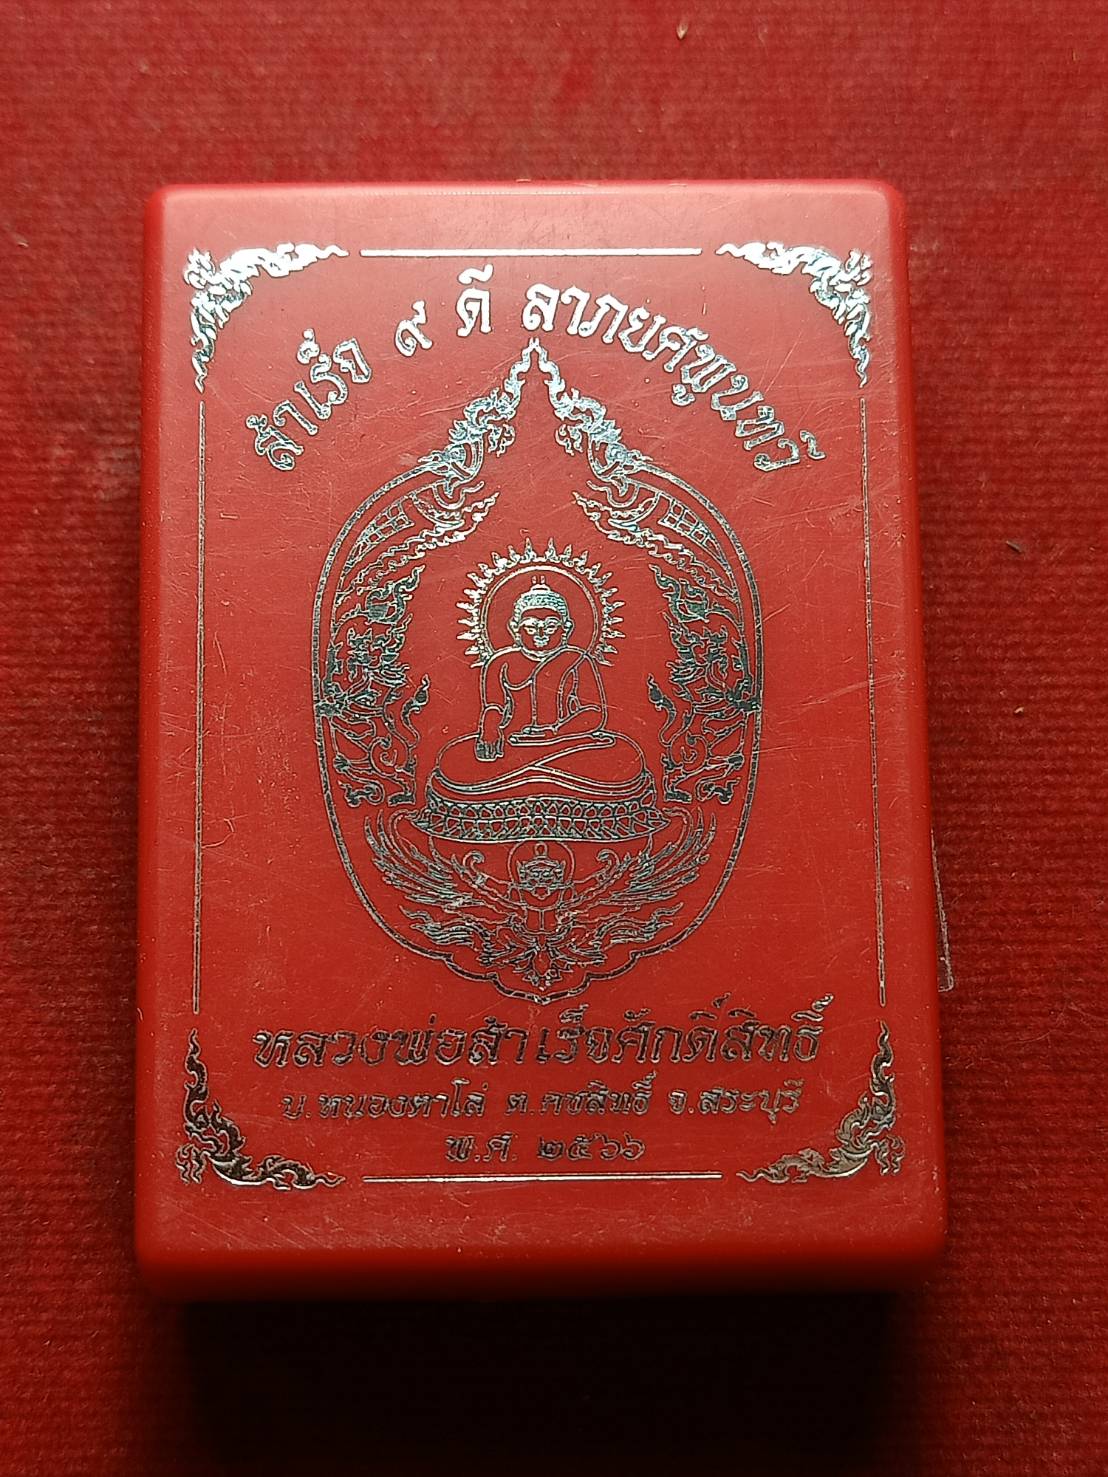 สำเร็จ ๙ ดี ลาภยศพูนทวี
หลวงพ่อสำเร็จศักดิ์สิทธิ์
บ.หนองตาโล่ ต.คชสิทธิ์ จ.สระบุรี
พ.ศ. ๒๕๖๖